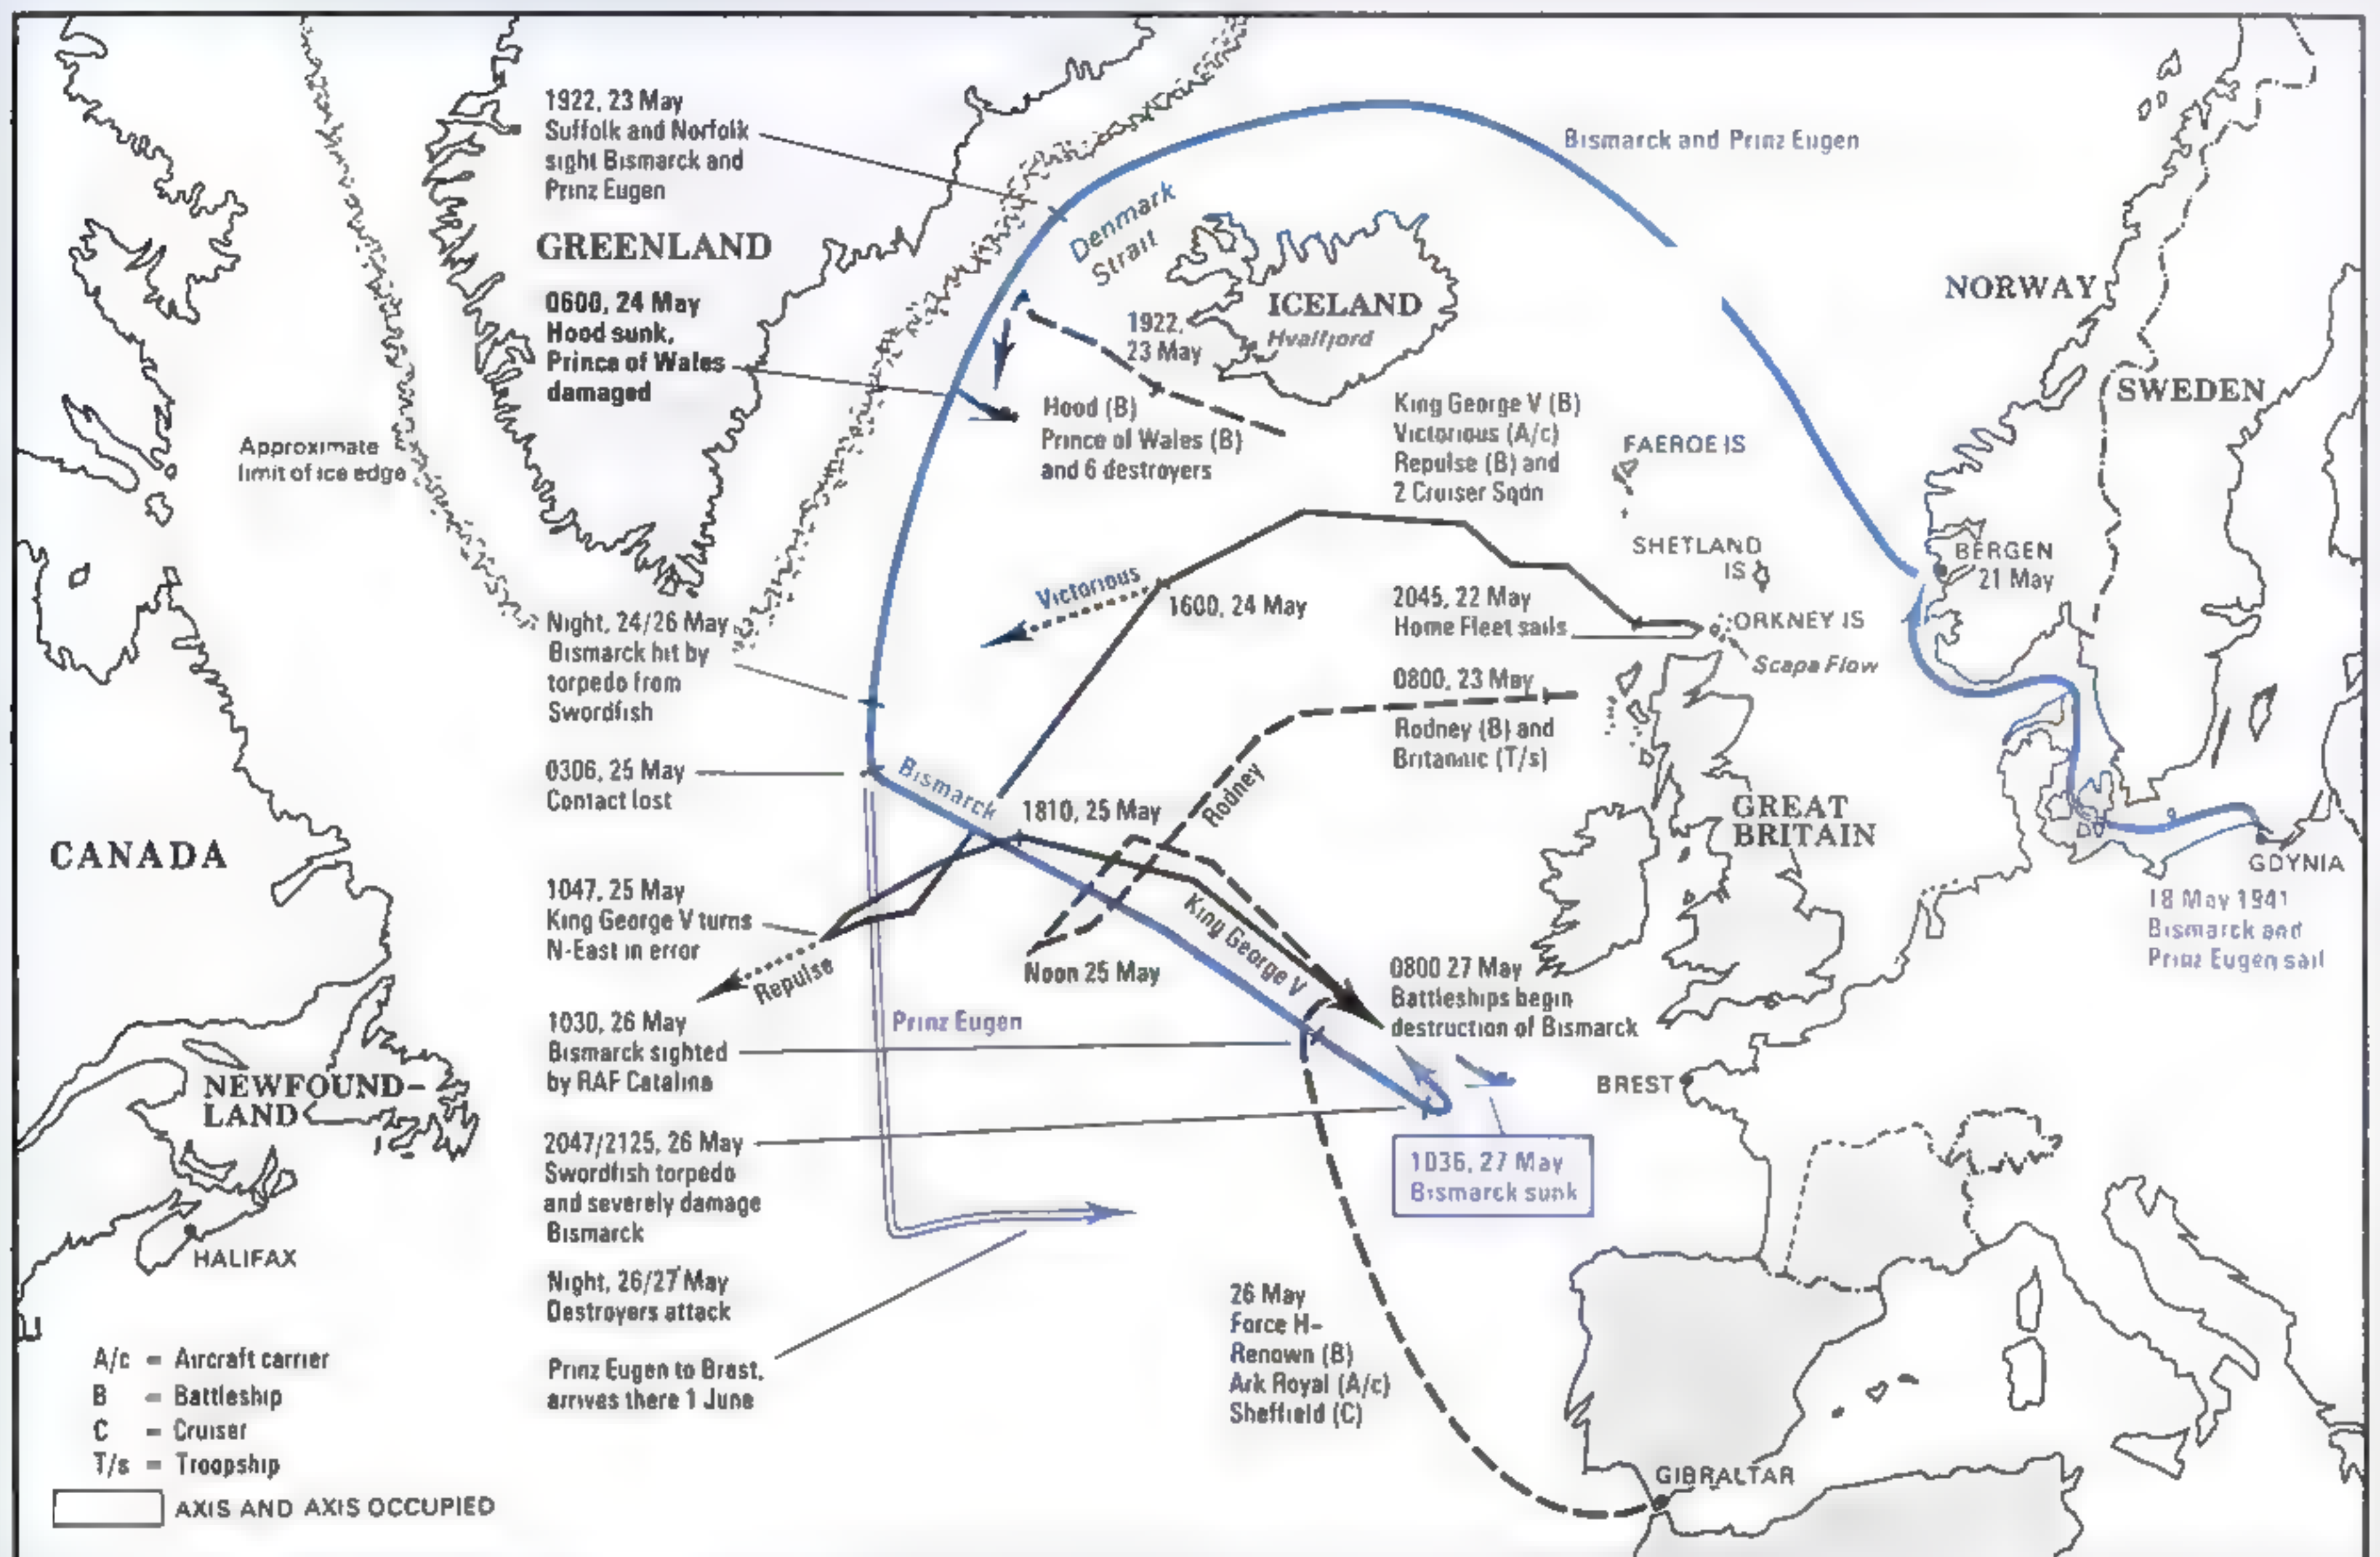 1922, 23 May
Suffolk and Norfolk
sight Bismarck and
Prinz Eugen
Bismarck and Prinz Eugen
Denmark
Strait
GREENLAND
ICELAND
Hvalfjord
NORWAY
SWEDEN
0600, 24 May
Hood sunk,
Prince of Wales
damaged
1922,
23 May
Hood (B)
Prince of Wales (B)
and 6 destroyers
King George V (B)
Victorious (A/c)
Repulse (B) and
2 Cruiser Sqdn
FAEROE IS
Approximate
limit of ice edge
SHETLAND
IS
BERGEN
21 May
Victorious
1600, 24 May
2045, 22 May
Home Fleet sails
ORKNEY IS
Scapa Flow
Night, 24/26 May
Bismarck hit by
torpedo from
Swordfish
0800, 23 May
Rodney (B) and
Britannic (T/s)
0306, 25 May
Contact lost
Bismarck
Rodney
1810, 25 May
GREAT
BRITAIN
CANADA
GDYNIA
18 May 1941
Bismarck and
Prinz Eugen sail
1047, 25 May
King George V turns
N-East in error
Repulse
Noon 25 May
King George V
0800 27 May
Battleships begin
destruction of Bismarck
1030, 26 May
Bismarck sighted
by RAF Catalina
Prinz Eugen
NEWFOUND-
LAND
BREST
2047/2125, 26 May
Swordfish torpedo
and severely damage
Bismarck
1036, 27 May
Bismarck sunk
HALIFAX
Night, 26/27 May
Destroyers attack
26 May
Force H-
Renown (B)
Ark Royal (A/c)
Sheffield (C)
Prinz Eugen to Brest,
arrives there 1 June
GIBRALTAR
A/c = Aircraft carrier
B = Battleship
C = Cruiser
T/s = Troopship
AXIS AND AXIS OCCUPIED